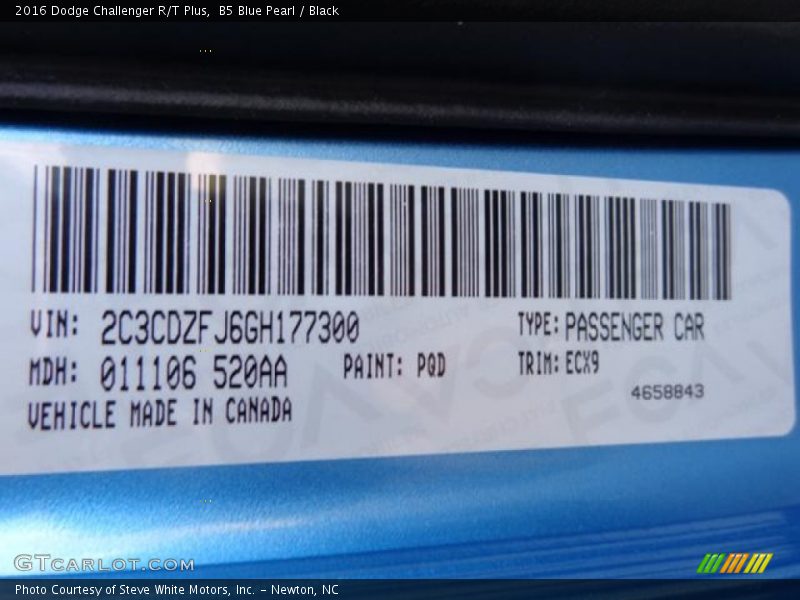 2016 Dodge Challenger R/T Plus,  B5 Blue Pearl / Black
VIN: 2C3CDZFJ6GH177300 TYPE: PASSENGER CAR
MDH: 011106 520AA PAINT: PQD TRIM: ECX9
4658843
VEHICLE MADE IN CANADA
GTCARLOT.COM
Photo Courtesy of Steve White Motors, Inc. – Newton, NC